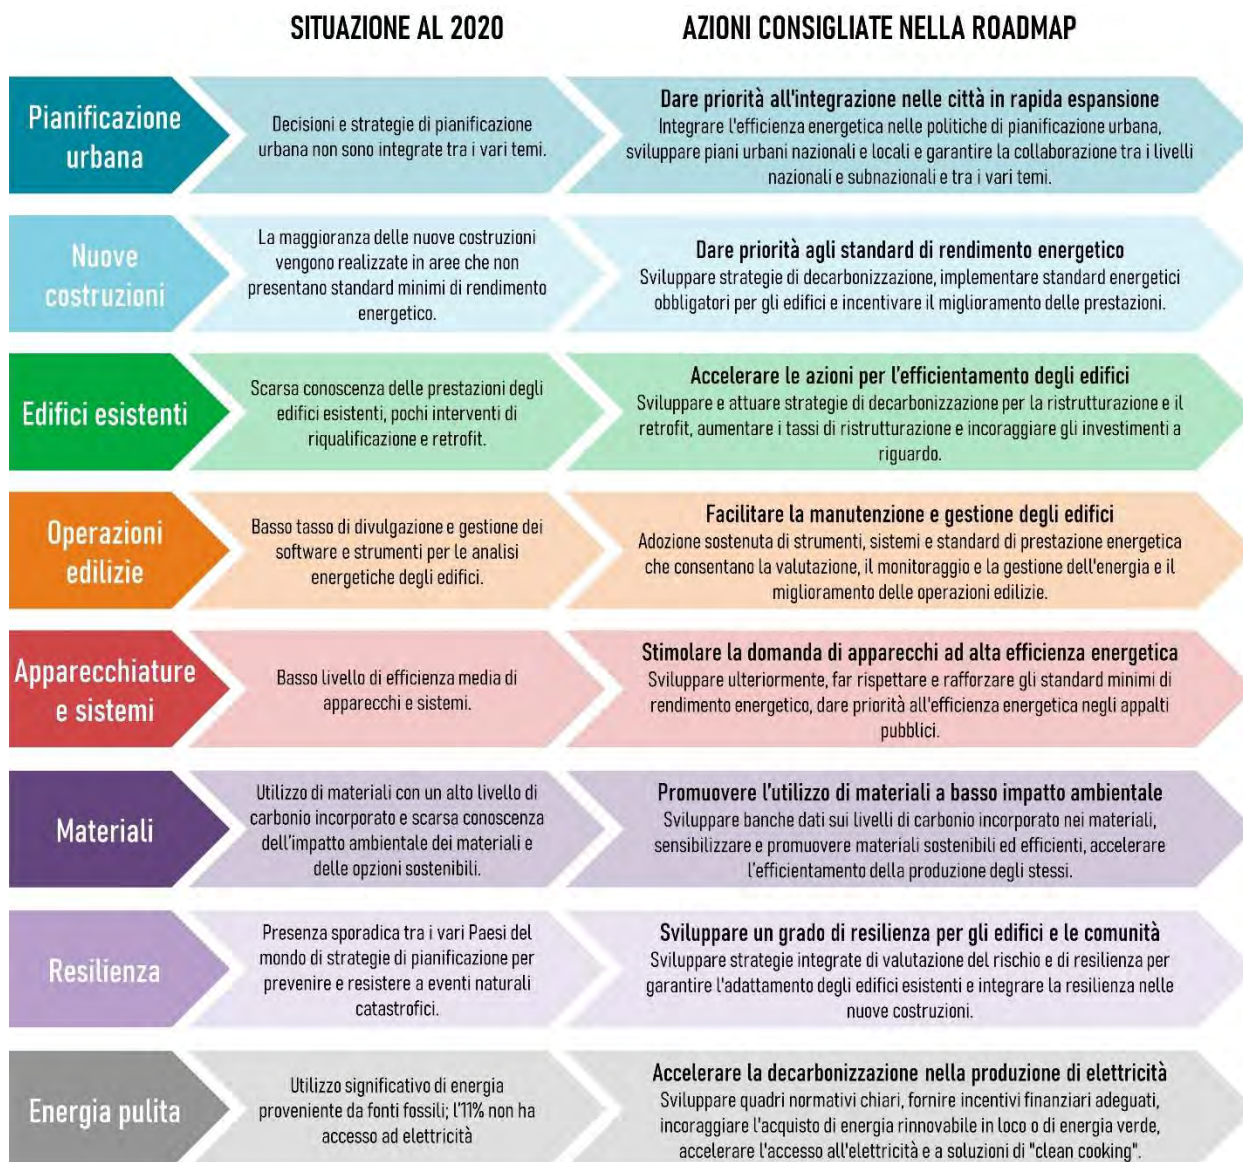 SITUAZIONE AL 2020
AZIONI CONSIGLIATE NELLA ROADMAP
Pianificazione
urbana
Decisioni e strategie di pianificazione
urbana non sono integrate tra i vari temi.
Dare priorità all'integrazione nelle città in rapida espansione
Integrare l'efficienza energetica nelle politiche di pianificazione urbana,
sviluppare piani urbani nazionali e locali e garantire la collaborazione tra i livelli
nazionali e subnazionali e tra i vari temi.
Nuove
costruzioni
La maggioranza delle nuove costruzioni
vengono realizzate in aree che non
presentano standard minimi di rendimento
energetico.
Dare priorità agli standard di rendimento energetico
Sviluppare strategie di decarbonizzazione, implementare standard energetici
obbligatori per gli edifici e incentivare il miglioramento delle prestazioni.
Edifici esistenti
Scarsa conoscenza delle prestazioni degli
edifici esistenti, pochi interventi di
riqualificazione e retrofit.
Accelerare le azioni per l'efficientamento degli edifici
Sviluppare e attuare strategie di decarbonizzazione per la ristrutturazione e il
retrofit, aumentare i tassi di ristrutturazione e incoraggiare gli investimenti a
riguardo.
Operazioni
edilizie
Basso tasso di divulgazione e gestione dei
software e strumenti per le analisi
energetiche degli edifici.
Facilitare la manutenzione e gestione degli edifici
Adozione sostenuta di strumenti, sistemi e standard di prestazione energetica
che consentano la valutazione, il monitoraggio e la gestione dell'energia e il
miglioramento delle operazioni edilizie.
Apparecchiature
e sistemi
Basso livello di efficienza media di
apparecchi e sistemi.
Stimolare la domanda di apparecchi ad alta efficienza energetica
Sviluppare ulteriormente, far rispettare e rafforzare gli standard minimi di
rendimento energetico, dare priorità all'efficienza energetica negli appalti
pubblici.
Materiali
Utilizzo di materiali con un alto livello di
carbonio incorporato e scarsa conoscenza
dell'impatto ambientale dei materiali e
delle opzioni sostenibili.
Promuovere l'utilizzo di materiali a basso impatto ambientale
Sviluppare banche dati sui livelli di carbonio incorporato nei materiali,
sensibilizzare e promuovere materiali sostenibili ed efficienti, accelerare
l'efficientamento della produzione degli stessi.
Resilienza
Presenza sporadica tra i vari Paesi del
mondo di strategie di pianificazione per
prevenire e resistere a eventi naturali
catastrofici.
Sviluppare un grado di resilienza per gli edifici e le comunità
Sviluppare strategie integrate di valutazione del rischio e di resilienza per
garantire l'adattamento degli edifici esistenti e integrare la resilienza nelle
nuove costruzioni.
Energia pulita
Utilizzo significativo di energia
proveniente da fonti fossili; l'11% non ha
accesso ad elettricità
Accelerare la decarbonizzazione nella produzione di elettricità
Sviluppare quadri normativi chiari, fornire incentivi finanziari adeguati,
incoraggiare l'acquisto di energia rinnovabile in loco o di energia verde,
accelerare l'accesso all'elettricità e a soluzioni di "clean cooking".